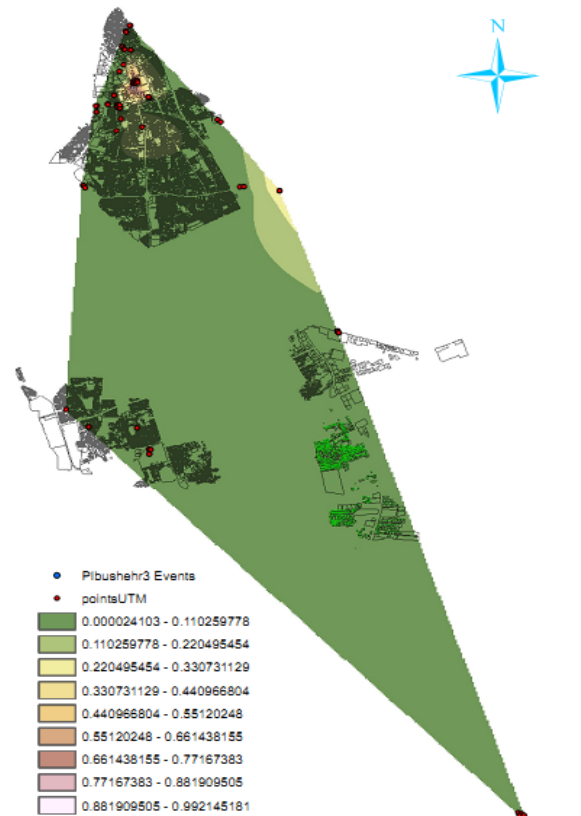 N
Plbushehr3 Events
pointsUTM
0.000024103 - 0.110259778
0.110259778 - 0.220495454
0.220495454 - 0.330731129
0.330731129 - 0.440966804
0.440966804 - 0.55120248
0.55120248 - 0.661438155
0.661438155 - 0.77167383
0.77167383 - 0.881909505
0.881909505 - 0.992145181